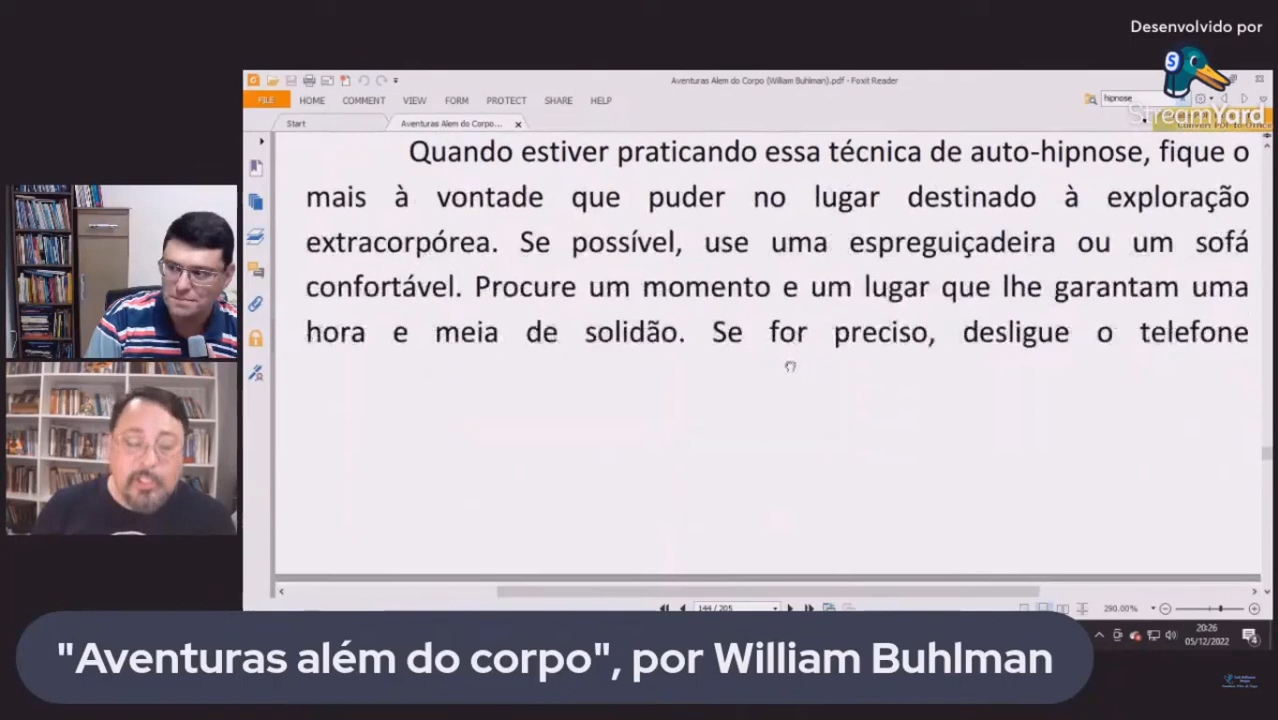 Desenvolvido por
StreamYard
Aventuras Alem do Corpo (William Buhlman).pdf - Foxit Reader
FILE HOME COMMENT VIEW FORM PROTECT SHARE HELP
hipnose
Convert PDF to Office
Start Aventuras Alem do Corpo...
Quando estiver praticando essa técnica de auto-hipnose, fique o
mais à vontade que puder no lugar destinado à exploração
extracorpórea. Se possível, use uma espreguiçadeira ou um sofá
confortável. Procure um momento e um lugar que lhe garantam uma
hora e meia de solidão. Se for preciso, desligue o telefone
144 / 205
290.00%
20:26
05/12/2022
"Aventuras além do corpo", por William Buhlman